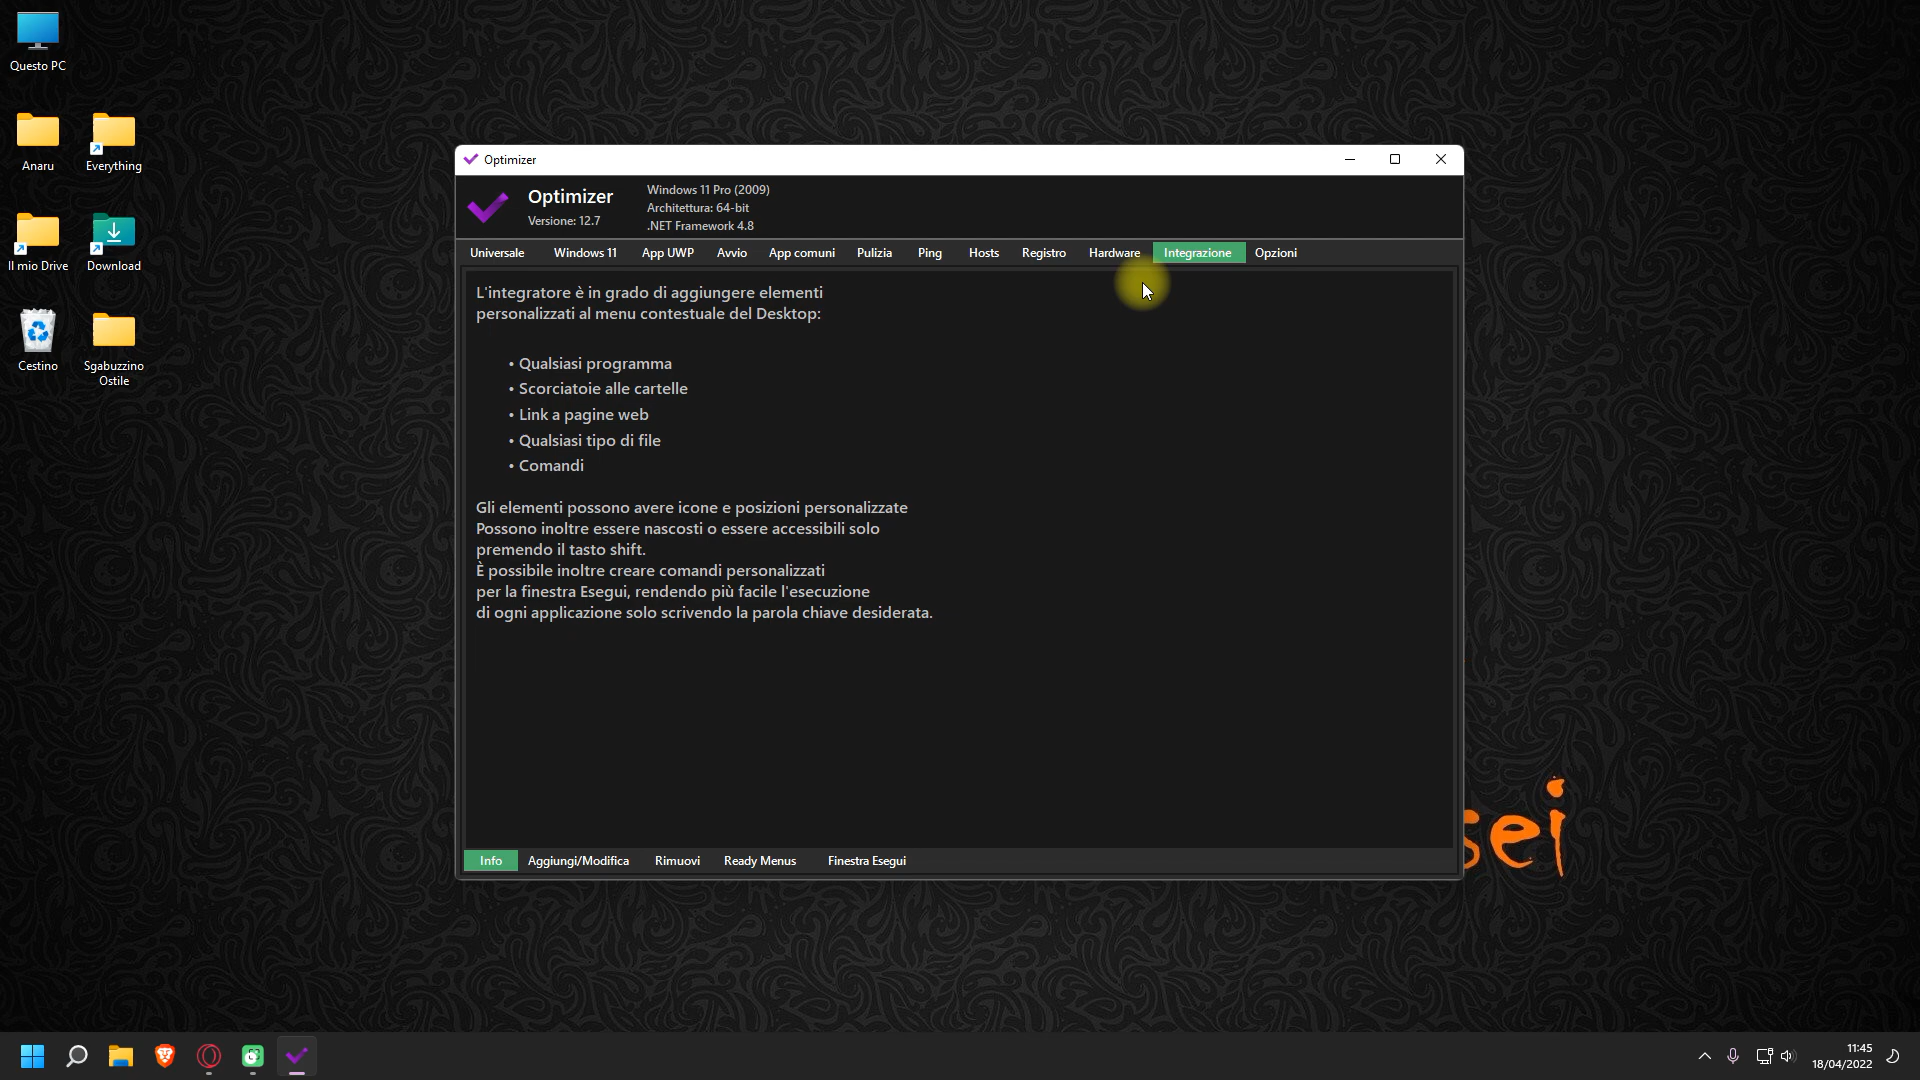 Questo PC
Anaru
Everything
Il mio Drive
Download
Cestino
Sgabuzzino
Ostile
Optimizer
Optimizer
Versione: 12.7
Windows 11 Pro (2009)
Architettura: 64-bit
.NET Framework 4.8
Universale Windows 11 App UWP Avvio App comuni Pulizia Ping Hosts Registro Hardware Integrazione Opzioni
L'integratore è in grado di aggiungere elementi
personalizzati al menu contestuale del Desktop:
• Qualsiasi programma
• Scorciatoie alle cartelle
• Link a pagine web
• Qualsiasi tipo di file
• Comandi
Gli elementi possono avere icone e posizioni personalizzate
Possono inoltre essere nascosti o essere accessibili solo
premendo il tasto shift.
È possibile inoltre creare comandi personalizzati
per la finestra Esegui, rendendo più facile l'esecuzione
di ogni applicazione solo scrivendo la parola chiave desiderata.
sei
Info Aggiungi/Modifica Rimuovi Ready Menus Finestra Esegui
11:45
18/04/2022